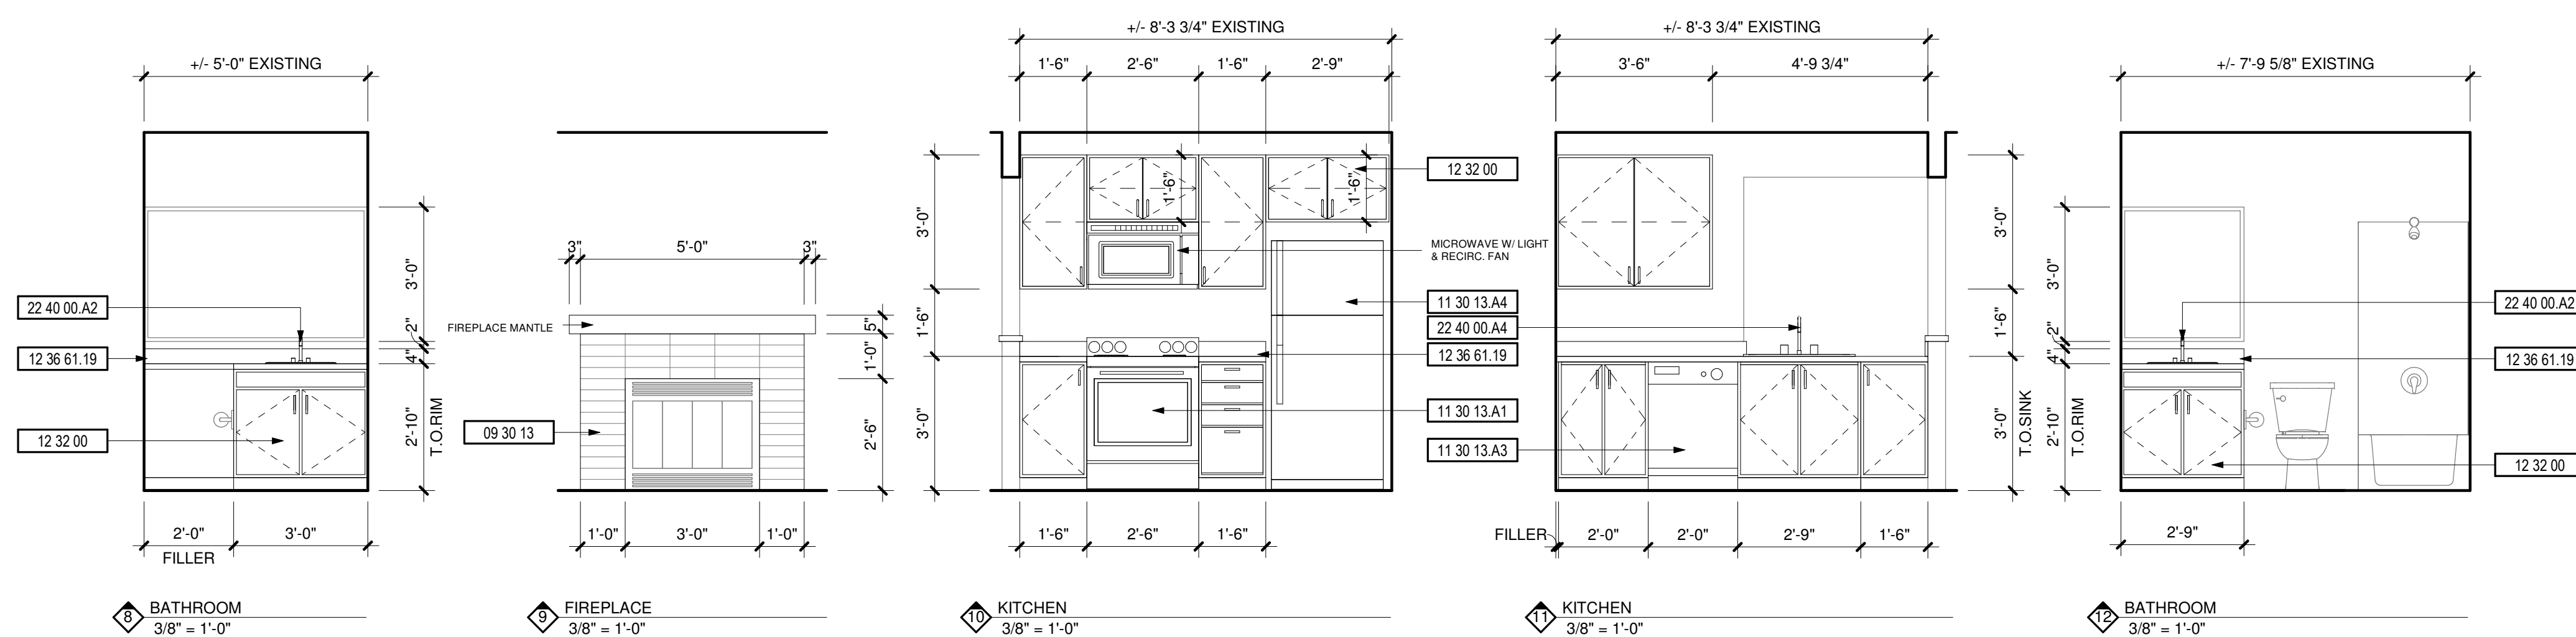 +/- 5'-0" EXISTING
22 40 00.A2
12 36 61.19
12 32 00
3'-0"
2"
4"
2'-10"
T.O.RIM
2'-0"
3'-0"
FILLER
8
BATHROOM
3/8" = 1'-0"
3"
5'-0"
3"
FIREPLACE MANTLE
09 30 13
5"
1'-0"
2'-6"
1'-0"
3'-0"
1'-0"
9
FIREPLACE
3/8" = 1'-0"
+/- 8'-3 3/4" EXISTING
1'-6"
2'-6"
1'-6"
2'-9"
3'-0"
1'-6"
3'-0"
1'-6"
1'-6"
12 32 00
MICROWAVE W/ LIGHT
& RECIRC. FAN
11 30 13.A4
22 40 00.A4
12 36 61.19
11 30 13.A1
11 30 13.A3
1'-6"
2'-6"
1'-6"
10
KITCHEN
3/8" = 1'-0"
+/- 8'-3 3/4" EXISTING
3'-6"
4'-9 3/4"
3'-0"
1'-6"
3'-0"
T.O.SINK
FILLER
2'-0"
2'-0"
2'-9"
1'-6"
11
KITCHEN
3/8" = 1'-0"
+/- 7'-9 5/8" EXISTING
3'-0"
2"
4"
2'-10"
T.O.RIM
22 40 00.A2
12 36 61.19
12 32 00
2'-9"
12
BATHROOM
3/8" = 1'-0"